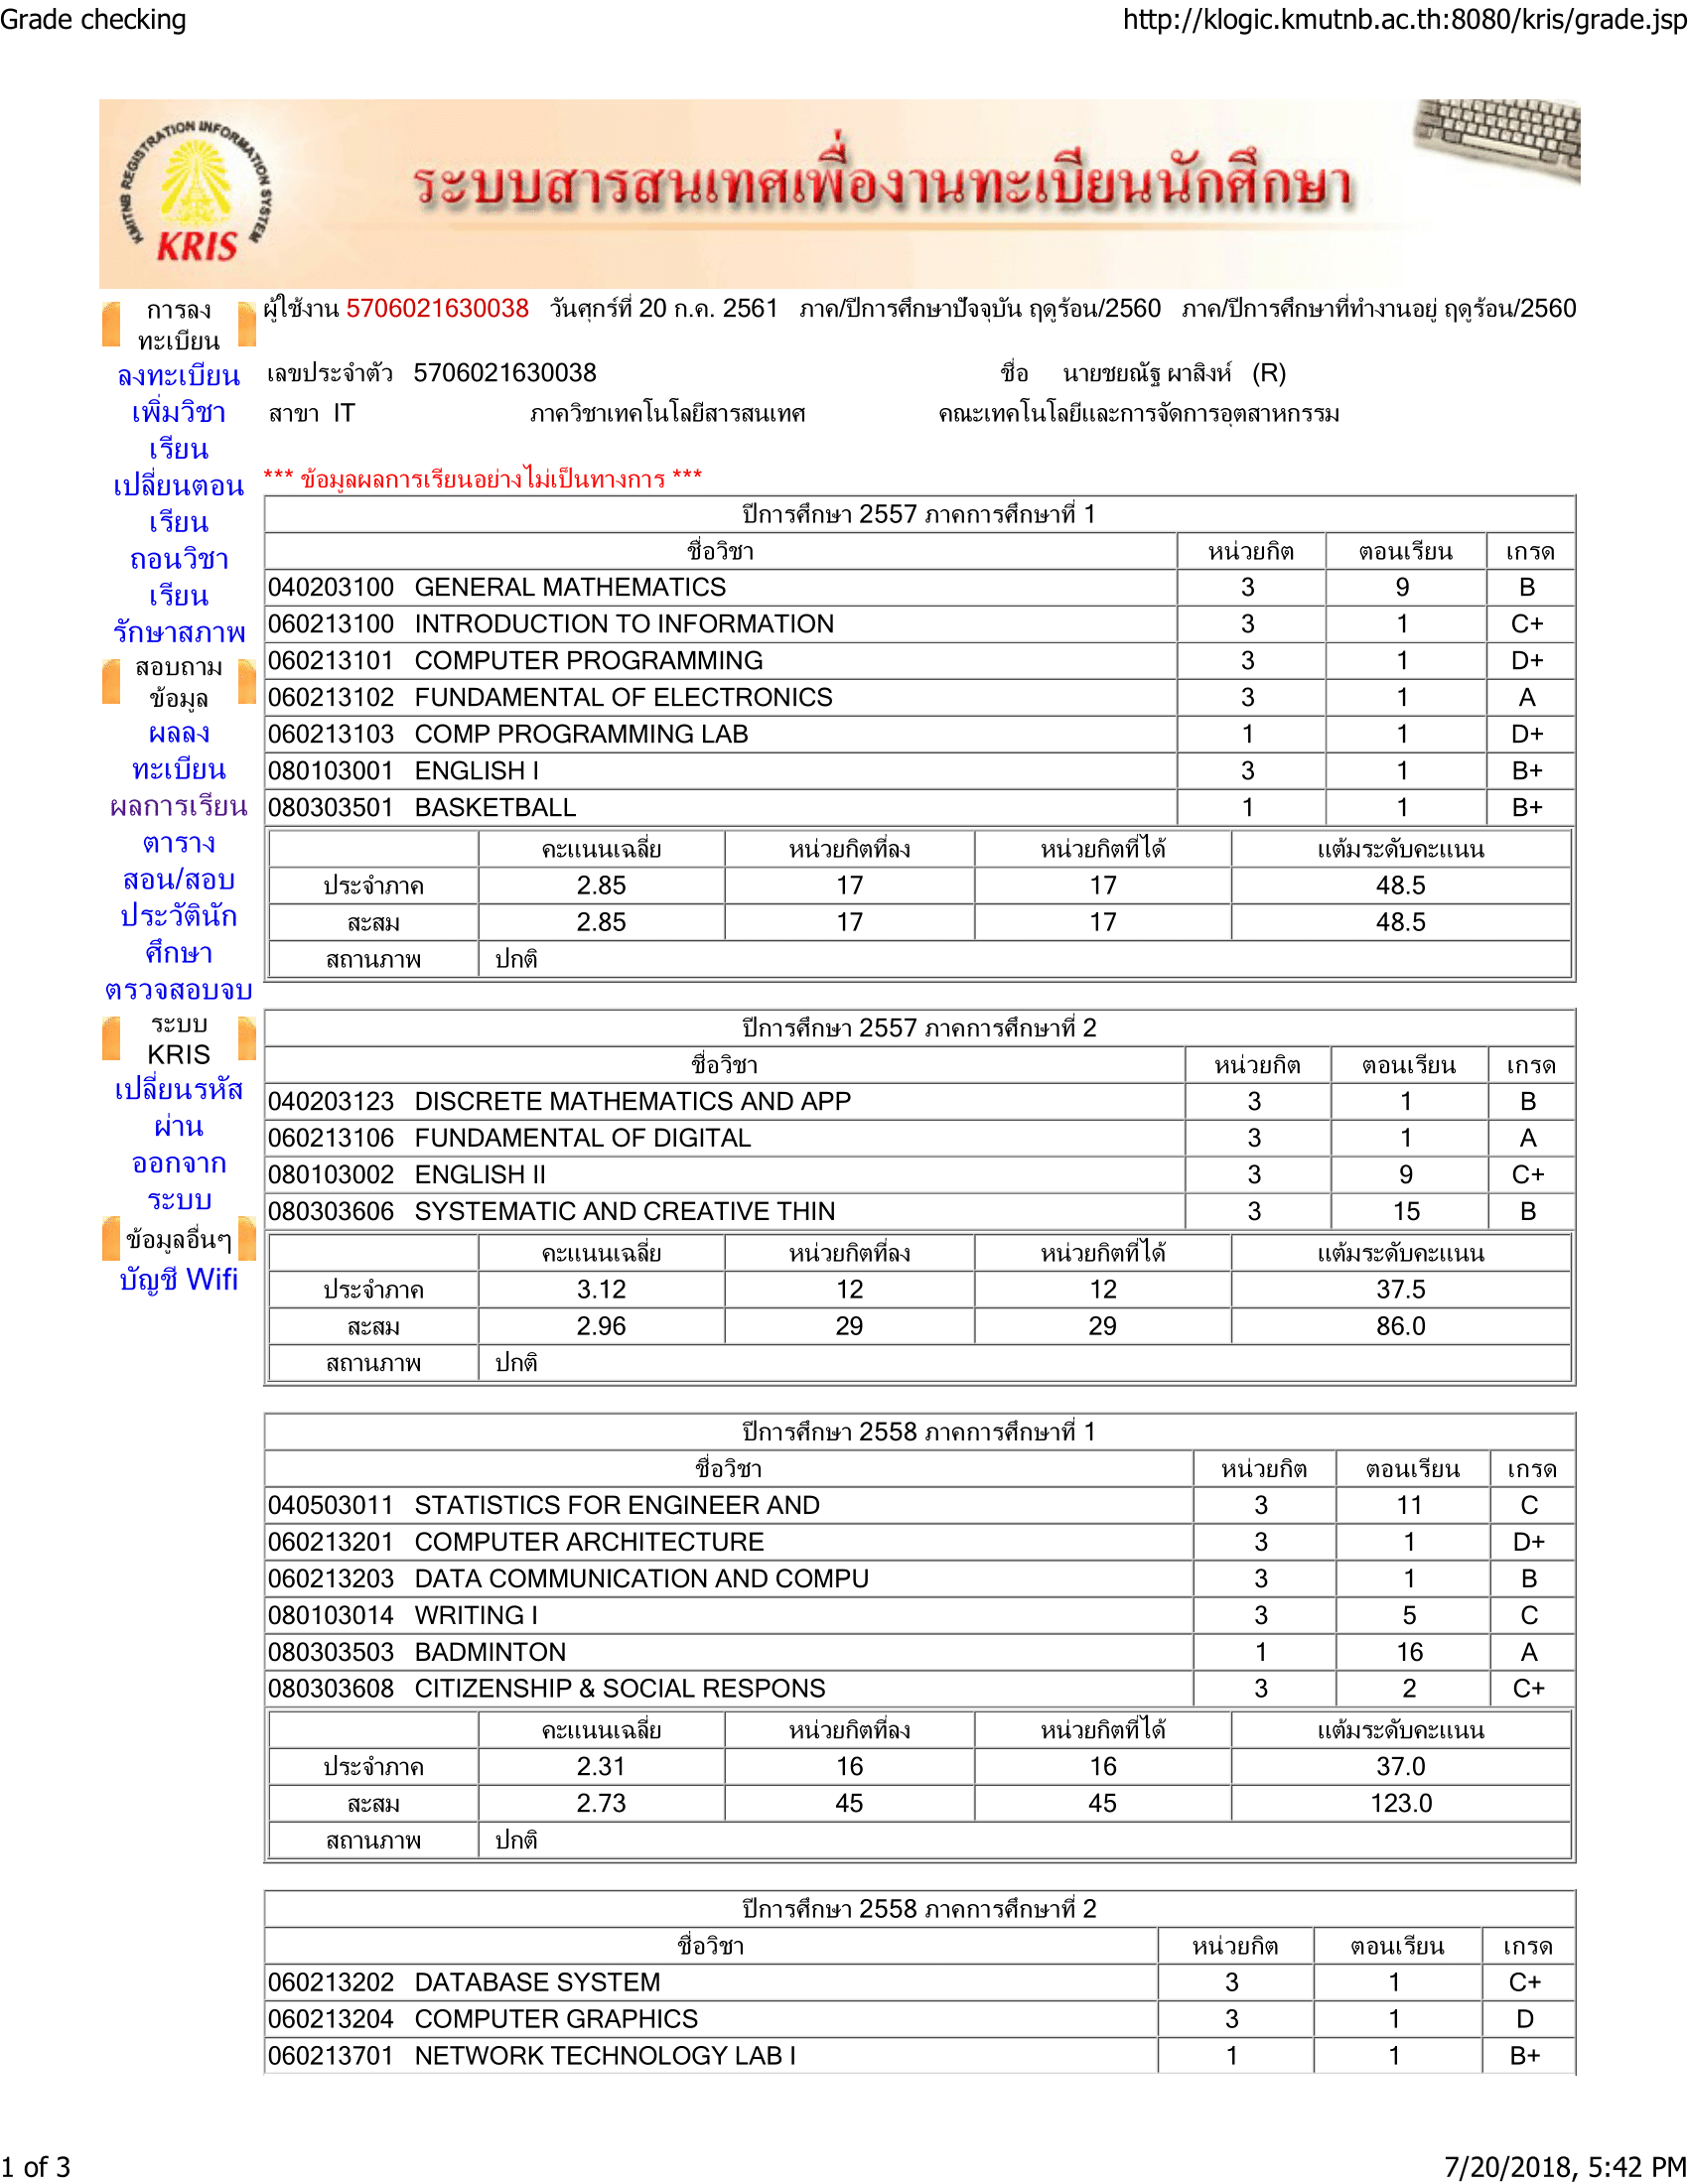 Grade checking http://klogic.kmutnb.ac.th:8080/kris/grade.jsp
KMUTNB REGISTRATION INFORMATION SYSTEM
KRIS
ระบบสารสนเทศเพื่องานทะเบียนนักศึกษา
การลง
ทะเบียน
ลงทะเบียน
เพิ่มวิชา
เรียน
เปลี่ยนตอน
เรียน
ถอนวิชา
เรียน
รักษาสภาพ
สอบถาม
ข้อมูล
ผลลง
ทะเบียน
ผลการเรียน
ตาราง
สอน/สอบ
ประวัตินัก
ศึกษา
ตรวจสอบจบ
ระบบ
KRIS
เปลี่ยนรหัส
ผ่าน
ออกจาก
ระบบ
ข้อมูลอื่นๆ
บัญชี Wifi
ผู้ใช้งาน 5706021630038 วันศุกร์ที่ 20 ก.ค. 2561 ภาค/ปีการศึกษาปัจจุบัน ฤดูร้อน/2560 ภาค/ปีการศึกษาที่ทำงานอยู่ ฤดูร้อน/2560
เลขประจำตัว 5706021630038 ชื่อ นายชยณัฐ ผาสิงห์ (R)
สาขา IT ภาควิชาเทคโนโลยีสารสนเทศ คณะเทคโนโลยีและการจัดการอุตสาหกรรม
*** ข้อมูลผลการเรียนอย่างไม่เป็นทางการ ***
ปีการศึกษา 2557 ภาคการศึกษาที่ 1
ชื่อวิชา หน่วยกิต ตอนเรียน เกรด
040203100 GENERAL MATHEMATICS 3 9 B
060213100 INTRODUCTION TO INFORMATION 3 1 C+
060213101 COMPUTER PROGRAMMING 3 1 D+
060213102 FUNDAMENTAL OF ELECTRONICS 3 1 A
060213103 COMP PROGRAMMING LAB 1 1 D+
080103001 ENGLISH I 3 1 B+
080303501 BASKETBALL 1 1 B+
คะแนนเฉลี่ย หน่วยกิตที่ลง หน่วยกิตที่ได้ แต้มระดับคะแนน
ประจำภาค 2.85 17 17 48.5
สะสม 2.85 17 17 48.5
สถานภาพ ปกติ
ปีการศึกษา 2557 ภาคการศึกษาที่ 2
ชื่อวิชา หน่วยกิต ตอนเรียน เกรด
040203123 DISCRETE MATHEMATICS AND APP 3 1 B
060213106 FUNDAMENTAL OF DIGITAL 3 1 A
080103002 ENGLISH II 3 9 C+
080303606 SYSTEMATIC AND CREATIVE THIN 3 15 B
คะแนนเฉลี่ย หน่วยกิตที่ลง หน่วยกิตที่ได้ แต้มระดับคะแนน
ประจำภาค 3.12 12 12 37.5
สะสม 2.96 29 29 86.0
สถานภาพ ปกติ
ปีการศึกษา 2558 ภาคการศึกษาที่ 1
ชื่อวิชา หน่วยกิต ตอนเรียน เกรด
040503011 STATISTICS FOR ENGINEER AND 3 11 C
060213201 COMPUTER ARCHITECTURE 3 1 D+
060213203 DATA COMMUNICATION AND COMPU 3 1 B
080103014 WRITING I 3 5 C
080303503 BADMINTON 1 16 A
080303608 CITIZENSHIP & SOCIAL RESPONS 3 2 C+
คะแนนเฉลี่ย หน่วยกิตที่ลง หน่วยกิตที่ได้ แต้มระดับคะแนน
ประจำภาค 2.31 16 16 37.0
สะสม 2.73 45 45 123.0
สถานภาพ ปกติ
ปีการศึกษา 2558 ภาคการศึกษาที่ 2
ชื่อวิชา หน่วยกิต ตอนเรียน เกรด
060213202 DATABASE SYSTEM 3 1 C+
060213204 COMPUTER GRAPHICS 3 1 D
060213701 NETWORK TECHNOLOGY LAB I 1 1 B+
1 of 3 7/20/2018, 5:42 PM